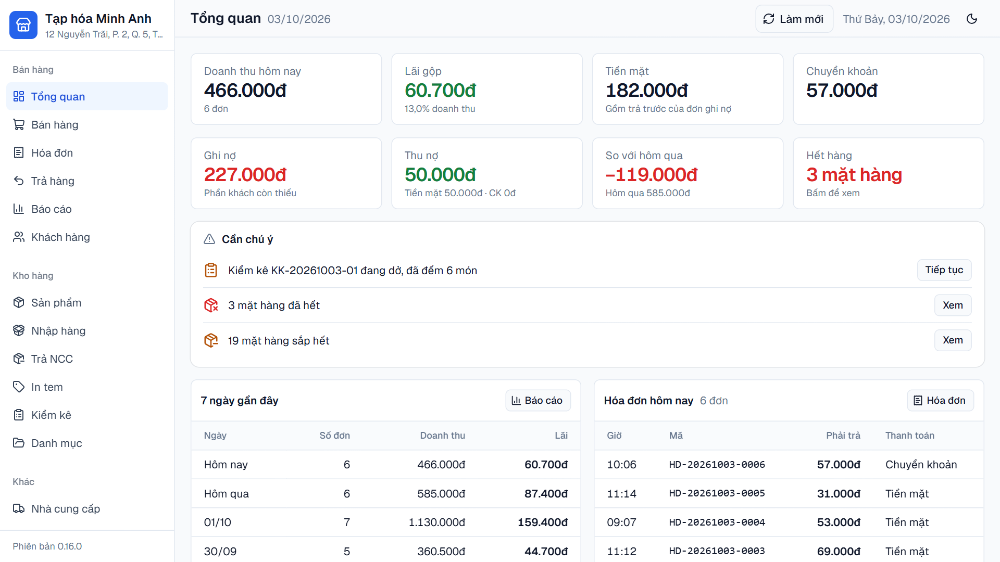 Tạp hóa Minh Anh
12 Nguyễn Trãi, P. 2, Q. 5, T...
Bán hàng
Tổng quan
Bán hàng
Hóa đơn
Trả hàng
Báo cáo
Khách hàng
Kho hàng
Sản phẩm
Nhập hàng
Trả NCC
In tem
Kiểm kê
Danh mục
Khác
Nhà cung cấp
Phiên bản 0.16.0
Tổng quan 03/10/2026
Làm mới
Thứ Bảy, 03/10/2026
Doanh thu hôm nay
466.000đ
6 đơn
Lãi gộp
60.700đ
13,0% doanh thu
Tiền mặt
182.000đ
Gồm trả trước của đơn ghi nợ
Chuyển khoản
57.000đ
Ghi nợ
227.000đ
Phần khách còn thiếu
Thu nợ
50.000đ
Tiền mặt 50.000đ · CK 0đ
So với hôm qua
−119.000đ
Hôm qua 585.000đ
Hết hàng
3 mặt hàng
Bấm để xem
Cần chú ý
Kiểm kê KK-20261003-01 đang dở, đã đếm 6 món
Tiếp tục
3 mặt hàng đã hết
Xem
19 mặt hàng sắp hết
Xem
7 ngày gần đây
Báo cáo
Ngày Số đơn Doanh thu Lãi
Hôm nay 6 466.000đ 60.700đ
Hôm qua 6 585.000đ 87.400đ
01/10 7 1.130.000đ 159.400đ
30/09 5 360.500đ 44.700đ
Hóa đơn hôm nay 6 đơn
Hóa đơn
Giờ Mã Phải trả Thanh toán
10:06 HD-20261003-0006 57.000đ Chuyển khoản
11:14 HD-20261003-0005 31.000đ Tiền mặt
09:07 HD-20261003-0004 53.000đ Tiền mặt
11:12 HD-20261003-0003 69.000đ Tiền mặt